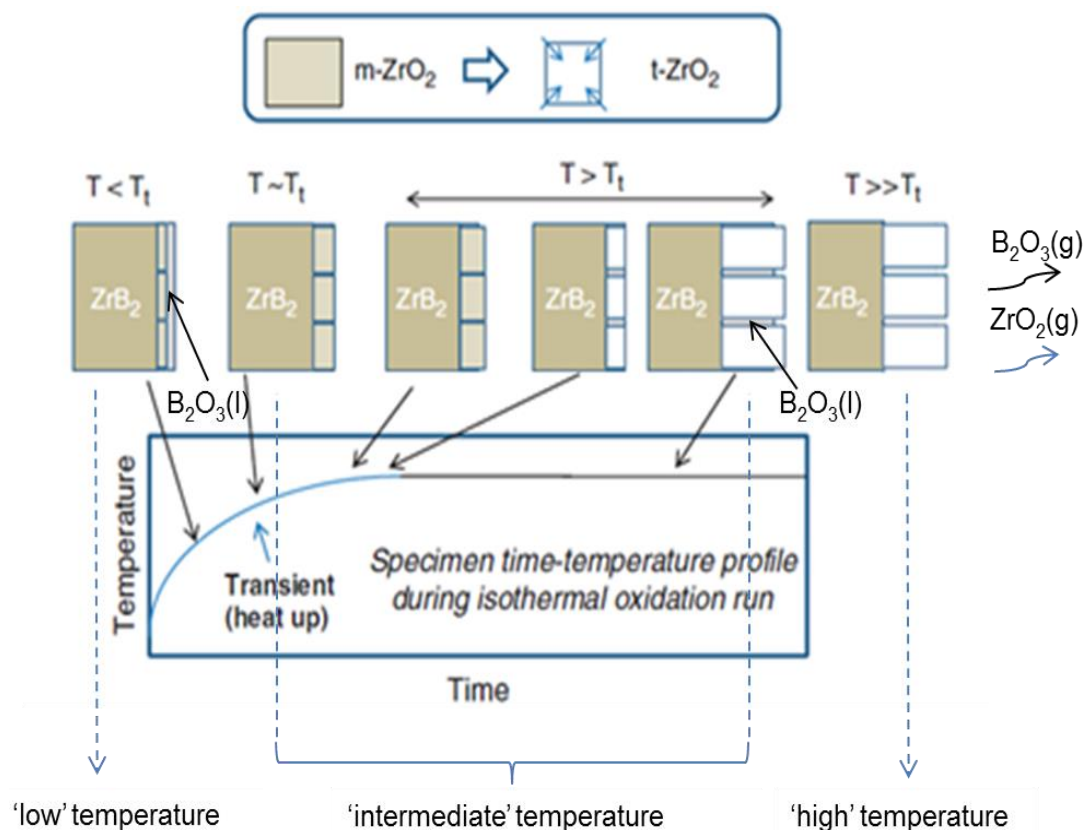 m-ZrO₂
t-ZrO₂
T < Tₜ
T ~Tₜ
T > Tₜ
T >>Tₜ
ZrB₂
ZrB₂
ZrB₂
ZrB₂
ZrB₂
ZrB₂
B₂O₃(g)
ZrO₂(g)
B₂O₃(l)
B₂O₃(l)
Temperature
Transient
(heat up)
Specimen time-temperature profile
during isothermal oxidation run
Time
‘low’ temperature
‘intermediate’ temperature
‘high’ temperature